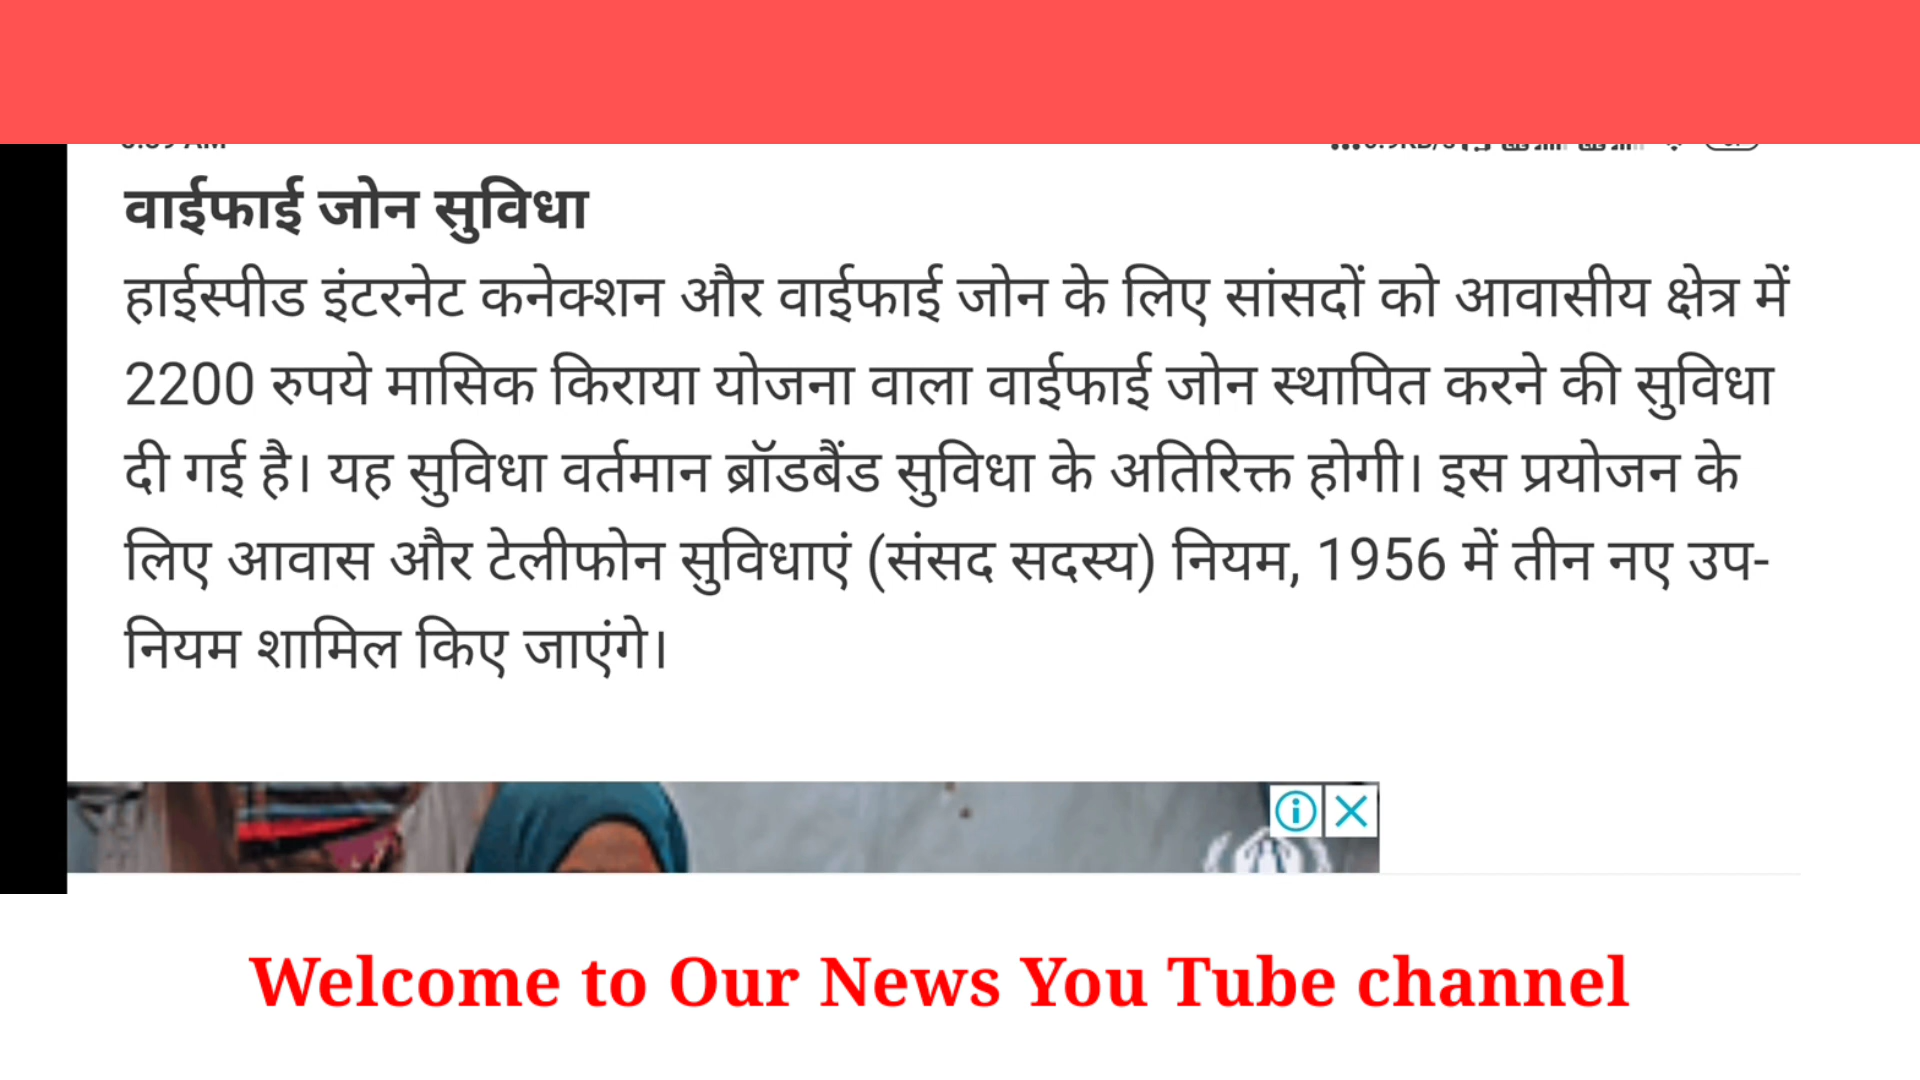 वाईफाई जोन सुविधा
हाईस्पीड इंटरनेट कनेक्शन और वाईफाई जोन के लिए सांसदों को आवासीय क्षेत्र में
2200 रुपये मासिक किराया योजना वाला वाईफाई जोन स्थापित करने की सुविधा
दी गई है। यह सुविधा वर्तमान ब्रॉडबैंड सुविधा के अतिरिक्त होगी। इस प्रयोजन के
लिए आवास और टेलीफोन सुविधाएं (संसद सदस्य) नियम, 1956 में तीन नए उप-
नियम शामिल किए जाएंगे।
Welcome to Our News You Tube channel